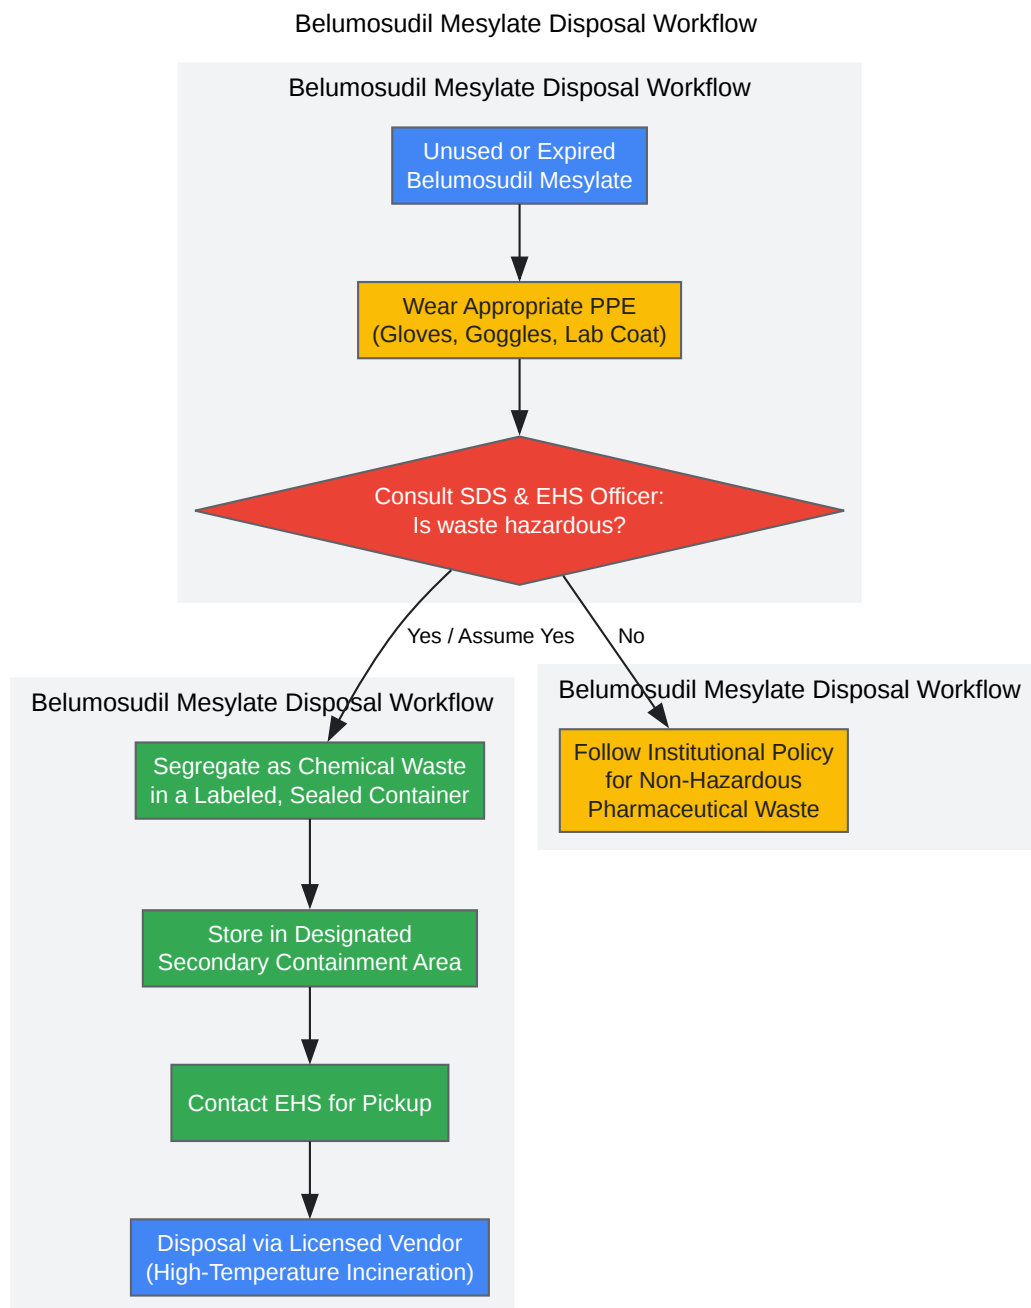 Belumosudil Mesylate Disposal Workflow
Belumosudil Mesylate Disposal Workflow
Unused or Expired
Belumosudil Mesylate
Wear Appropriate PPE
(Gloves, Goggles, Lab Coat)
Consult SDS & EHS Officer:
Is waste hazardous?
Yes / Assume Yes
No
Belumosudil Mesylate Disposal Workflow
Segregate as Chemical Waste
in a Labeled, Sealed Container
Store in Designated
Secondary Containment Area
Contact EHS for Pickup
Disposal via Licensed Vendor
(High-Temperature Incineration)
Belumosudil Mesylate Disposal Workflow
Follow Institutional Policy
for Non-Hazardous
Pharmaceutical Waste